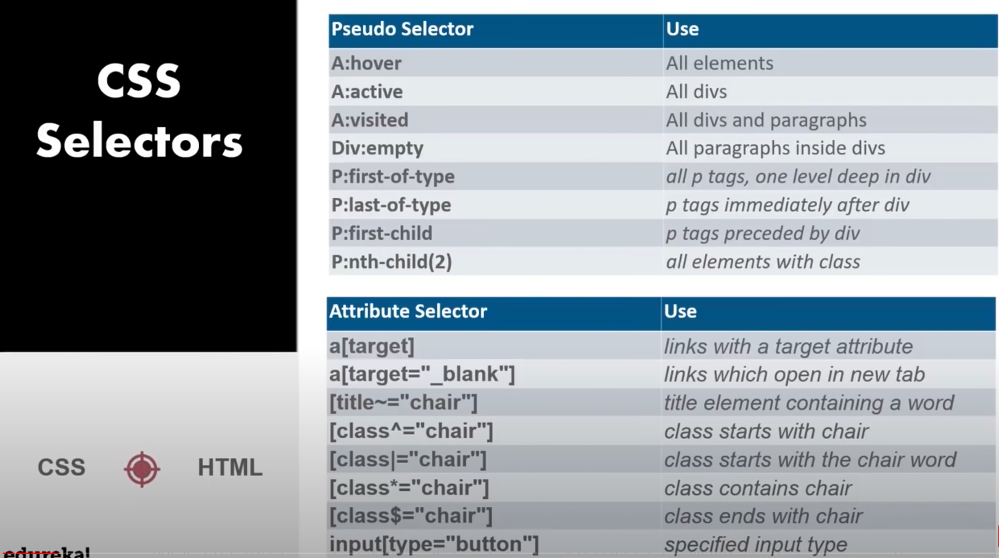 CSS
Selectors
Pseudo Selector Use
A:hover All elements
A:active All divs
A:visited All divs and paragraphs
Div:empty All paragraphs inside divs
P:first-of-type all p tags, one level deep in div
P:last-of-type p tags immediately after div
P:first-child p tags preceded by div
P:nth-child(2) all elements with class
Attribute Selector Use
a[target] links with a target attribute
a[target="_blank"] links which open in new tab
[title~="chair"] title element containing a word
[class^="chair"] class starts with chair
[class|="chair"] class starts with the chair word
[class*="chair"] class contains chair
[class$="chair"] class ends with chair
input[type="button"] specified input type
CSS HTML
edureka!